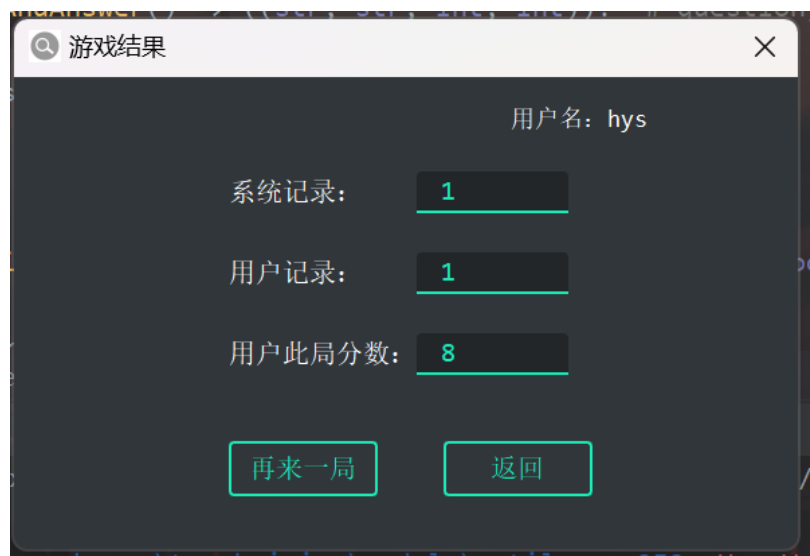 游戏结果
用户名：hys
系统记录： 1
用户记录： 1
用户此局分数： 8
再来一局 返回